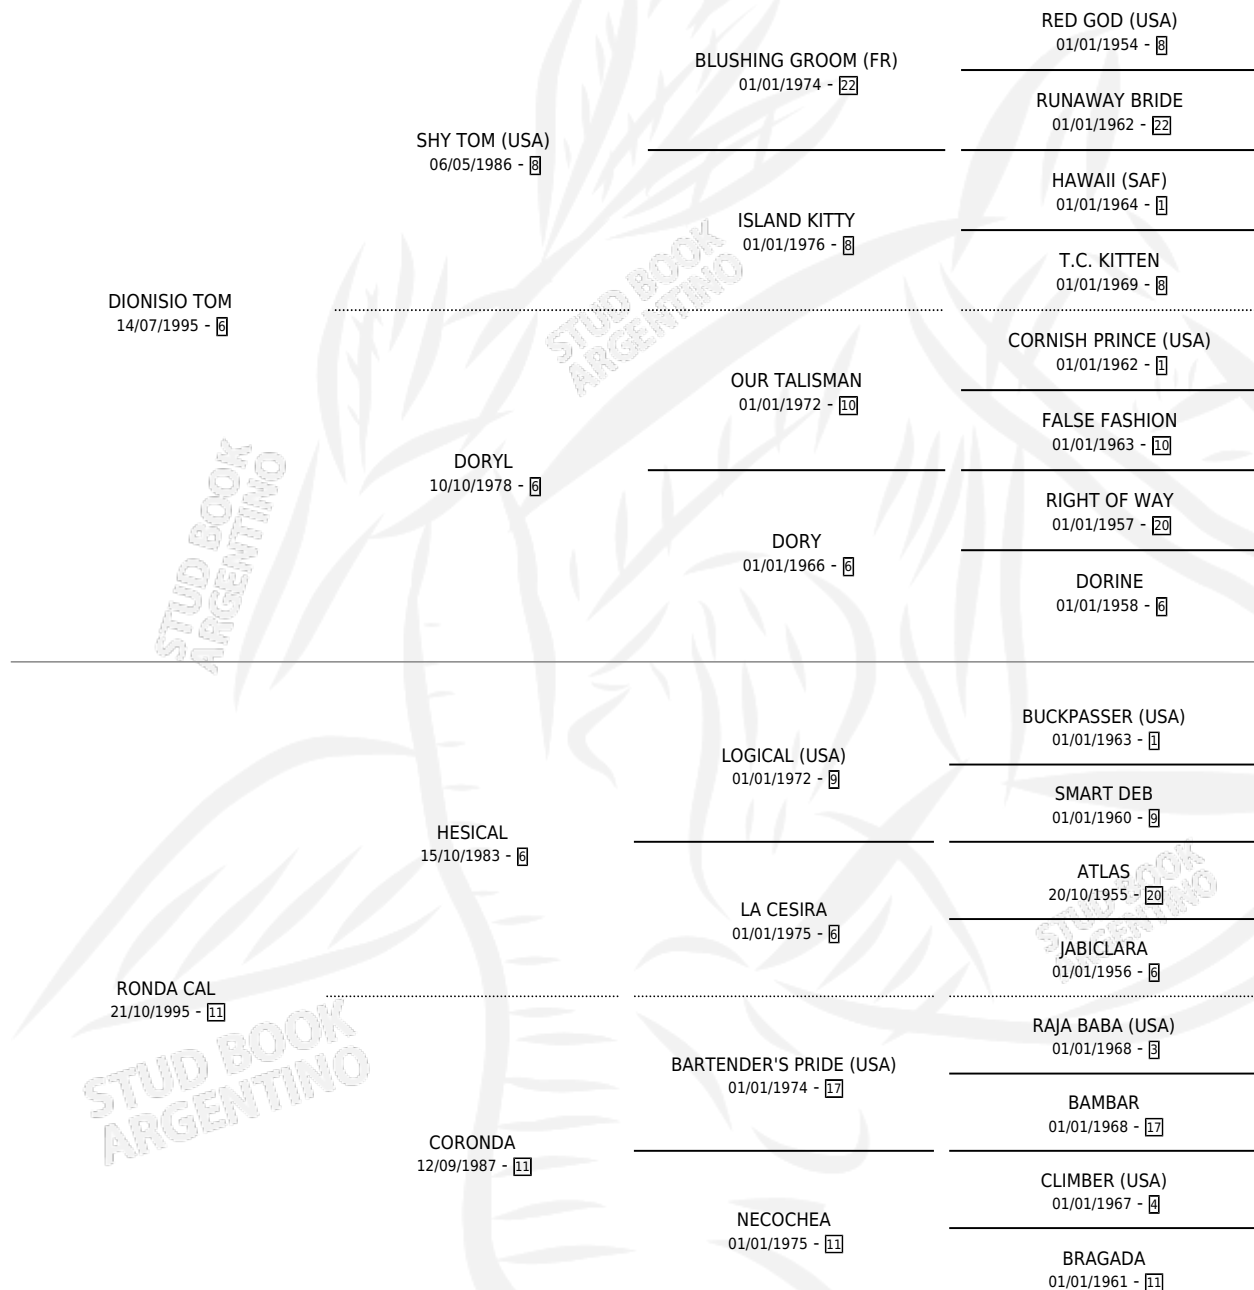 RED GOD (USA)
01/01/1954 - 8
BLUSHING GROOM (FR)
01/01/1974 - 22
RUNAWAY BRIDE
01/01/1962 - 22
SHY TOM (USA)
06/05/1986 - 8
HAWAII (SAF)
01/01/1964 - 1
ISLAND KITTY
01/01/1976 - 8
T.C. KITTEN
01/01/1969 - 8
DIONISIO TOM
14/07/1995 - 6
CORNISH PRINCE (USA)
01/01/1962 - 1
OUR TALISMAN
01/01/1972 - 10
FALSE FASHION
01/01/1963 - 10
DORYL
10/10/1978 - 6
RIGHT OF WAY
01/01/1957 - 20
DORY
01/01/1966 - 6
DORINE
01/01/1958 - 6
BUCKPASSER (USA)
01/01/1963 - 1
LOGICAL (USA)
01/01/1972 - 9
SMART DEB
01/01/1960 - 9
HESICAL
15/10/1983 - 6
ATLAS
20/10/1955 - 20
LA CESIRA
01/01/1975 - 6
JABICLARA
01/01/1956 - 6
RONDA CAL
21/10/1995 - 11
RAJA BABA (USA)
01/01/1968 - 3
BARTENDER'S PRIDE (USA)
01/01/1974 - 17
BAMBAR
01/01/1968 - 17
CORONDA
12/09/1987 - 11
CLIMBER (USA)
01/01/1967 - 4
NECOCHEA
01/01/1975 - 11
BRAGADA
01/01/1961 - 11
STUD BOOK
ARGENTINO
STUD BOOK
ARGENTINO
STUD BOOK
ARGENTINO
STUD BOOK
ARGENTINO